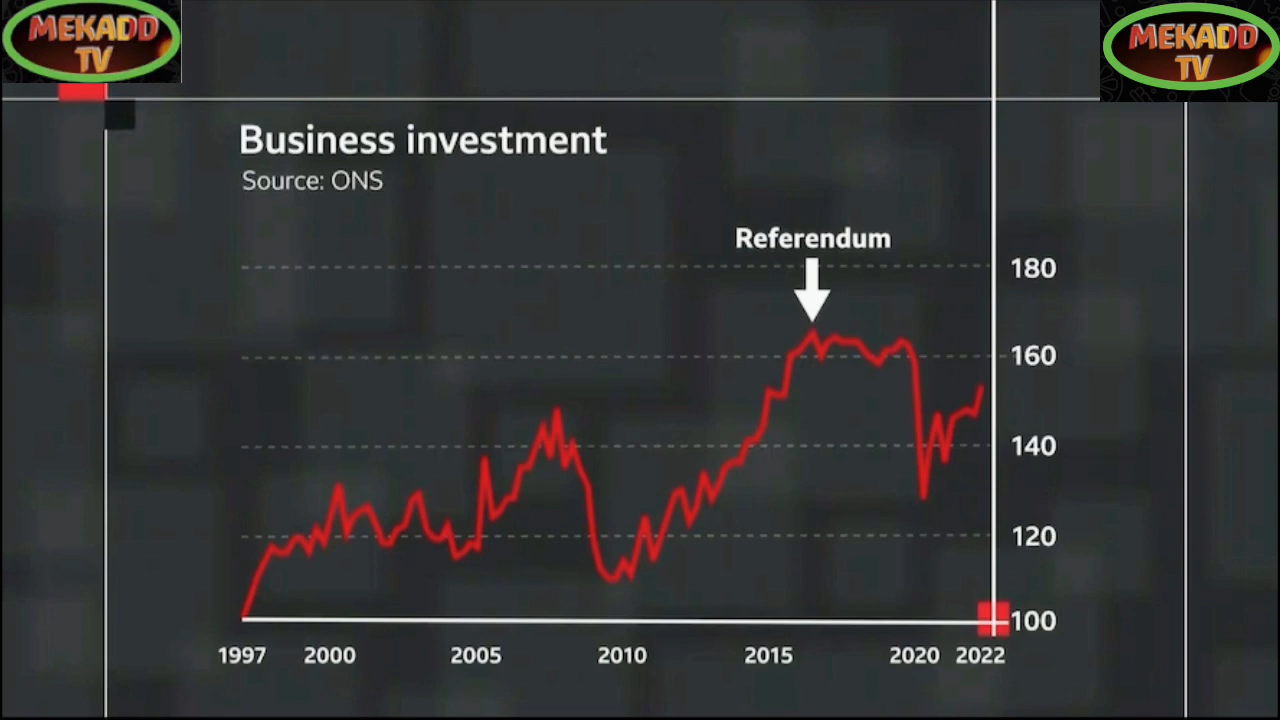 MEKADD
TV
MEKADD
TV
Business investment
Source: ONS
Referendum
180
160
140
120
100
1997 2000 2005 2010 2015 2020 2022